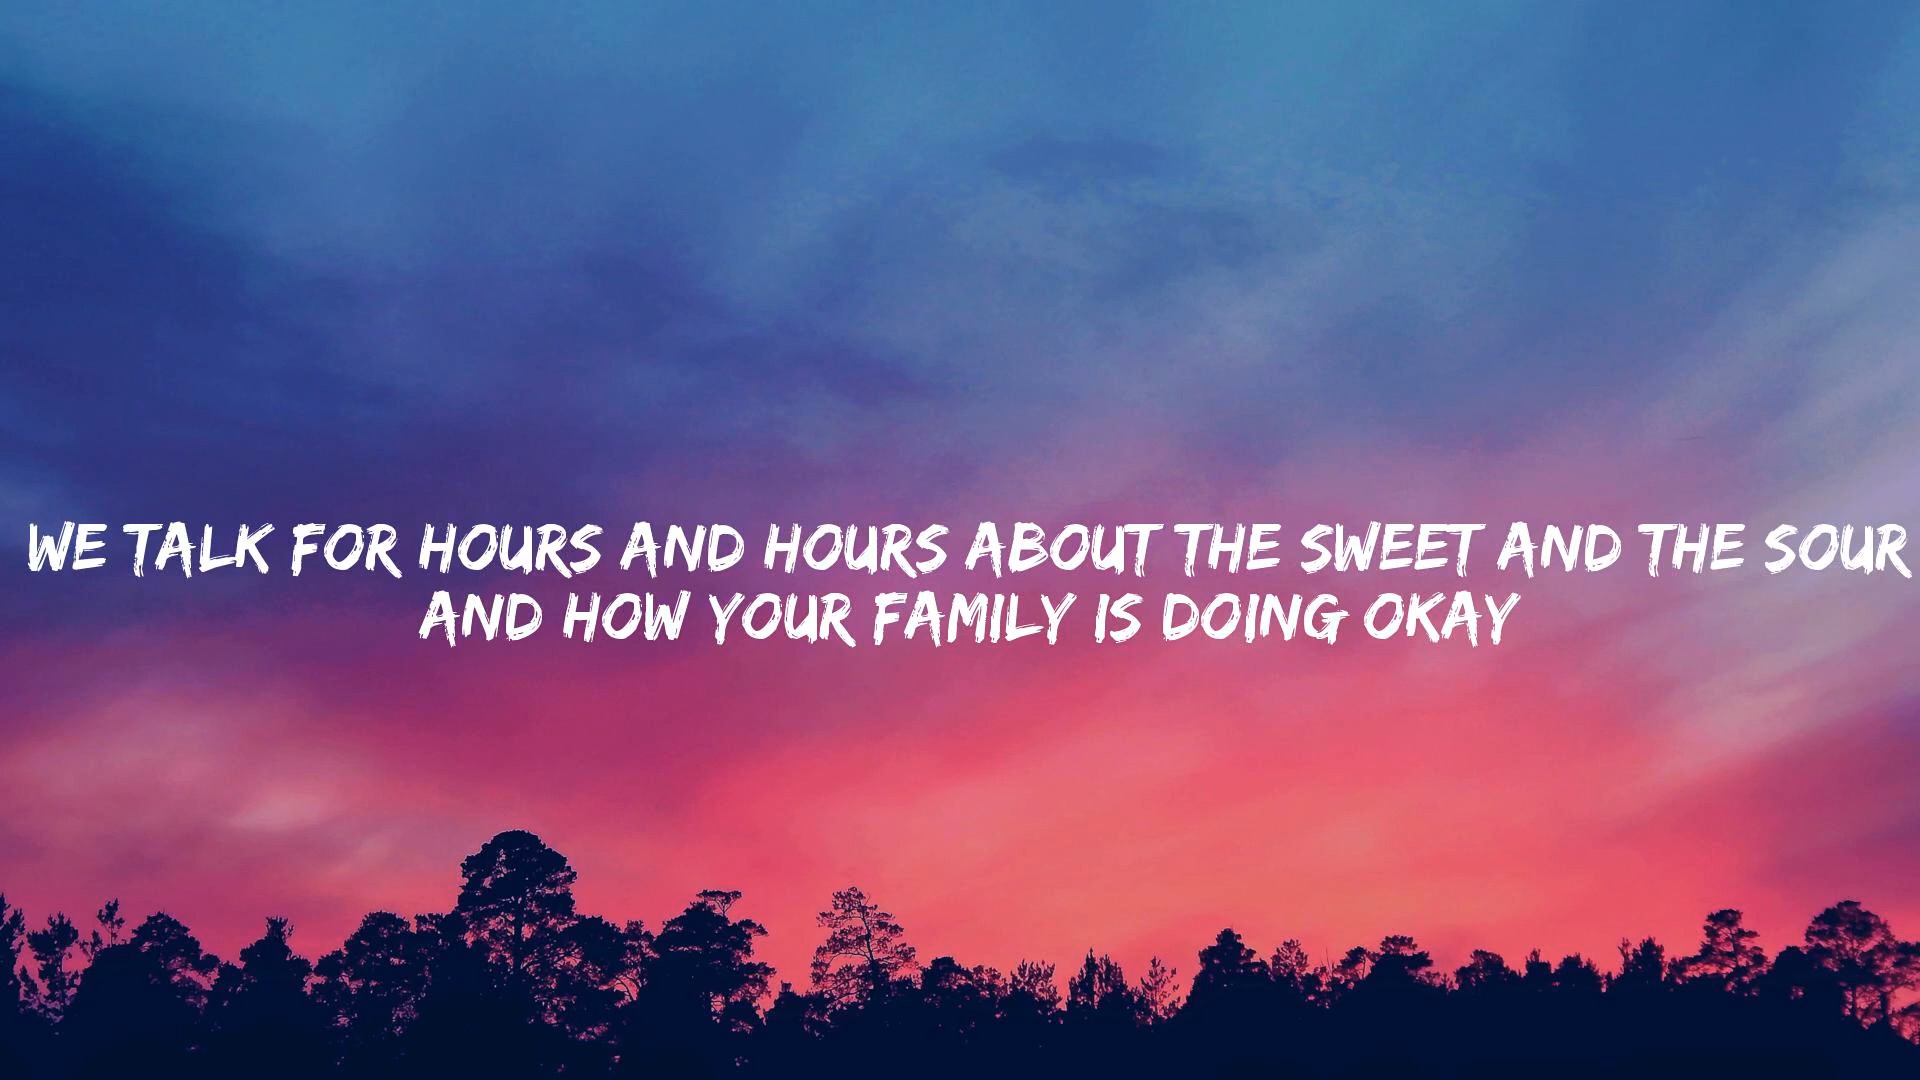 WE TALK FOR HOURS AND HOURS ABOUT THE SWEET AND THE SOUR
AND HOW YOUR FAMILY IS DOING OKAY